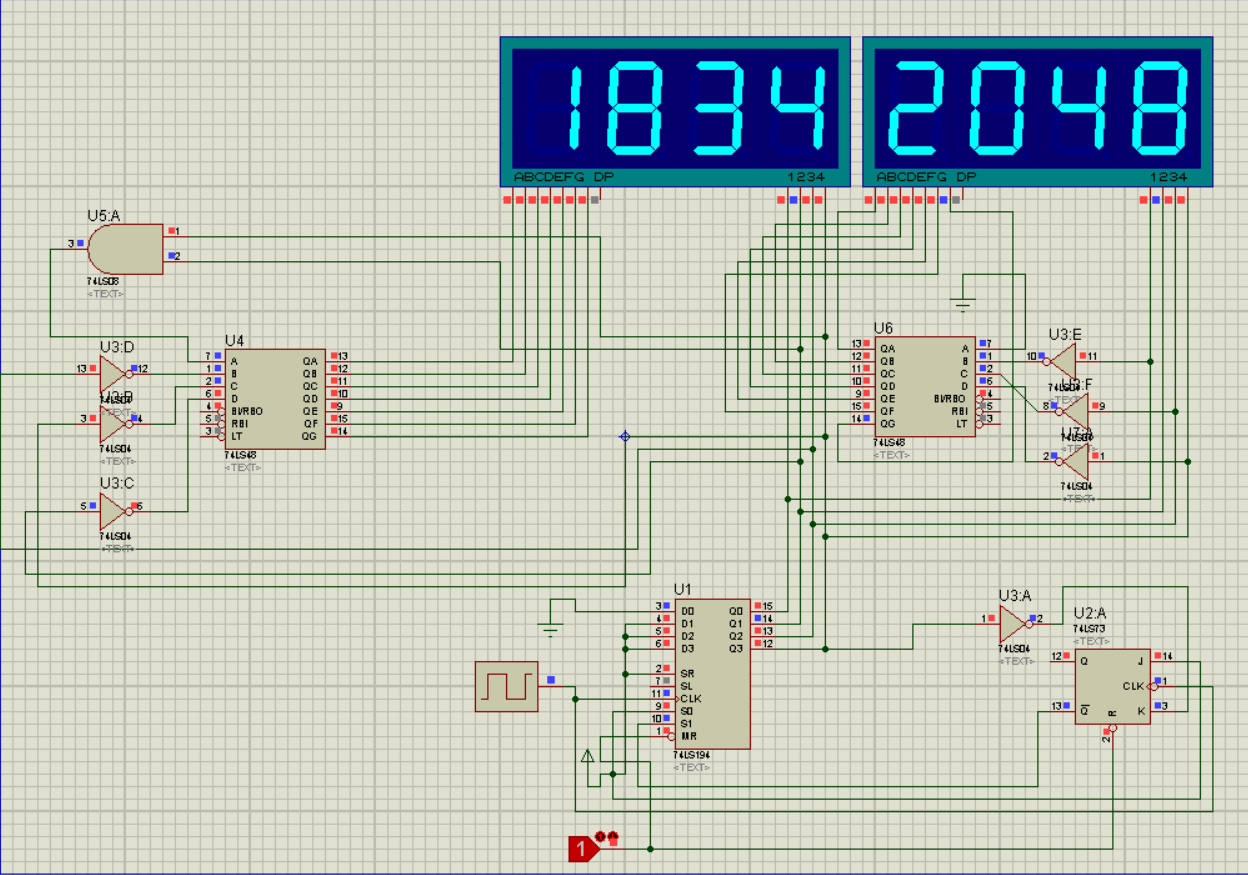 1834 2048
ABCDEFG DP 1234 ABCDEFG DP 1234
U5:A
3 1
2
74LS08
<TEXT>
U4
7 A QA 13
1 B QB 12
2 C QC 11
6 D QD 10
4 BI/RBO QE 9
5 RBI QF 15
3 LT QG 14
74LS48
<TEXT>
U3:D
13 12
74LS04
<TEXT>
U3:B
3 4
74LS04
<TEXT>
U3:C
5 6
74LS04
<TEXT>
U6
13 QA A 7
12 QB B 1
11 QC C 2
10 QD D 6
9 QE BI/RBO 4
15 QF RBI 5
14 QG LT 3
74LS48
<TEXT>
U3:E
10 11
74LS04
U3:F
8 9
2 1
74LS04
<TEXT>
U1
3 D0 Q0 15
4 D1 Q1 14
5 D2 Q2 13
6 D3 Q3 12
2 SR
7 SL
11 CLK
9 S0
10 S1
1 MR
74LS194
<TEXT>
U3:A
1 2
74LS04
<TEXT>
U2:A
74LS73
<TEXT>
12 Q J 14
CLK 1
13 Q K 3
R
2
1